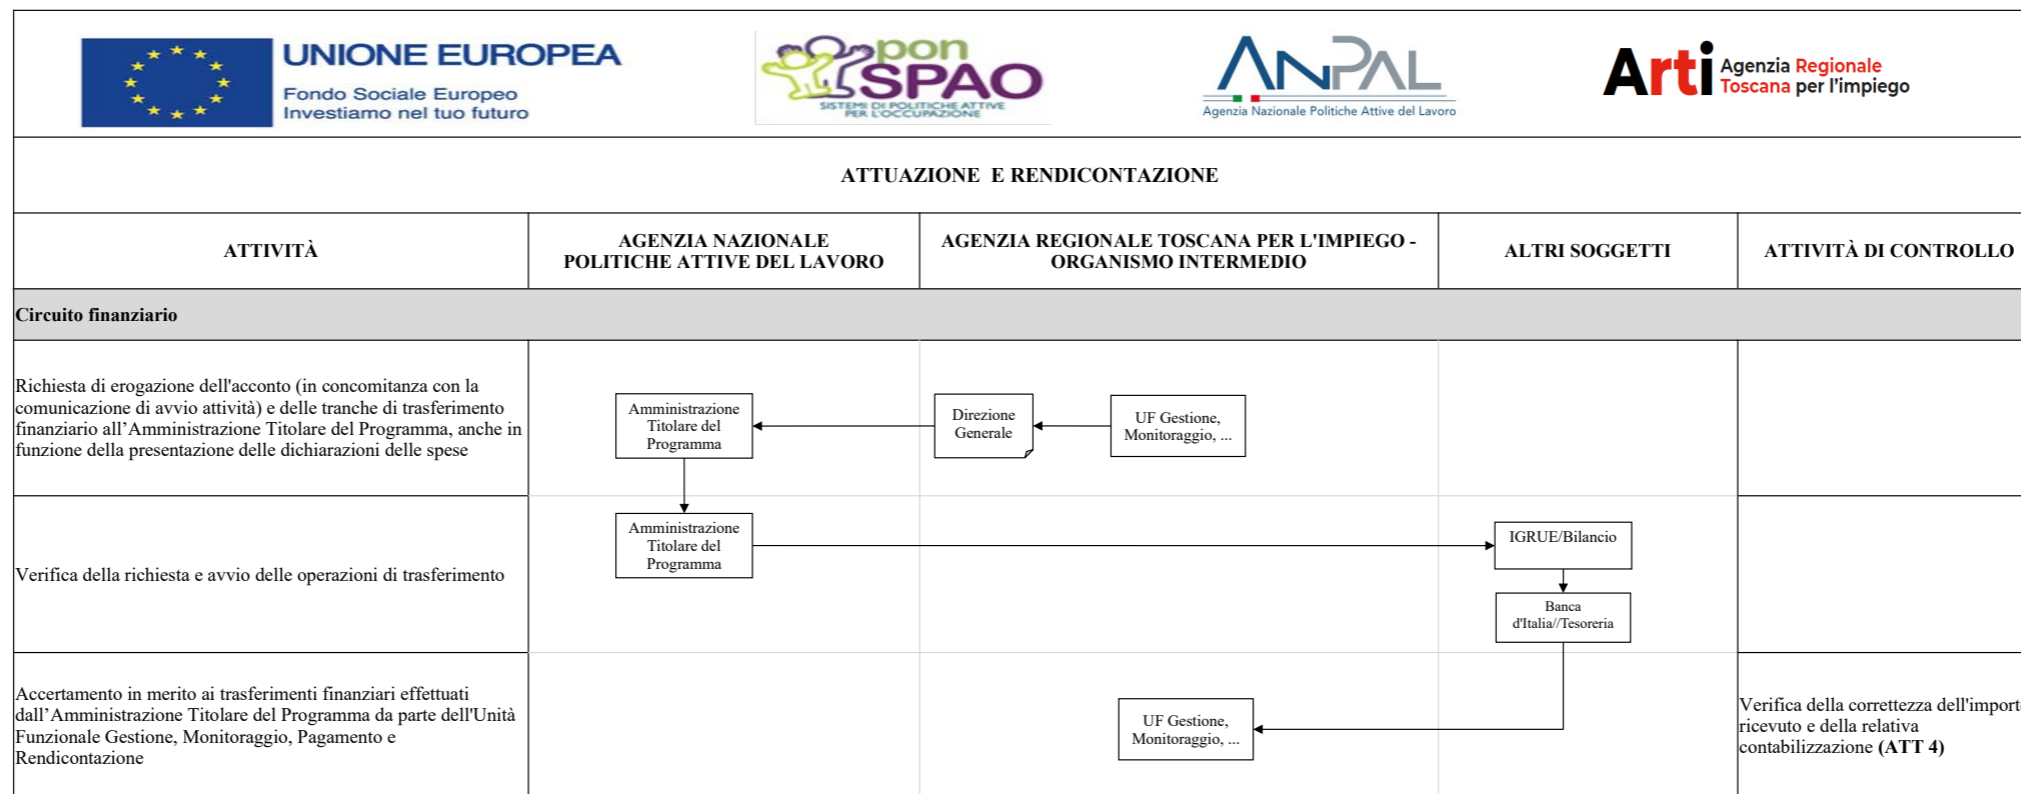 UNIONE EUROPEA
Fondo Sociale Europeo
Investiamo nel tuo futuro
pon
SPAO
SISTEMI DI POLITICHE ATTIVE
PER L'OCCUPAZIONE
ANPAL
Agenzia Nazionale Politiche Attive del Lavoro
Arti
Agenzia Regionale
Toscana per l'impiego
ATTUAZIONE E RENDICONTAZIONE
ATTIVITÀ
AGENZIA NAZIONALE
POLITICHE ATTIVE DEL LAVORO
AGENZIA REGIONALE TOSCANA PER L'IMPIEGO -
ORGANISMO INTERMEDIO
ALTRI SOGGETTI
ATTIVITÀ DI CONTROLLO
Circuito finanziario
Richiesta di erogazione dell'acconto (in concomitanza con la
comunicazione di avvio attività) e delle tranche di trasferimento
finanziario all’Amministrazione Titolare del Programma, anche in
funzione della presentazione delle dichiarazioni delle spese
Amministrazione
Titolare del
Programma
Direzione
Generale
UF Gestione,
Monitoraggio, ...
Verifica della richiesta e avvio delle operazioni di trasferimento
Amministrazione
Titolare del
Programma
IGRUE/Bilancio
Banca
d'Italia//Tesoreria
Accertamento in merito ai trasferimenti finanziari effettuati
dall’Amministrazione Titolare del Programma da parte dell'Unità
Funzionale Gestione, Monitoraggio, Pagamento e
Rendicontazione
UF Gestione,
Monitoraggio, ...
Verifica della correttezza dell'importo
ricevuto e della relativa
contabilizzazione (ATT 4)